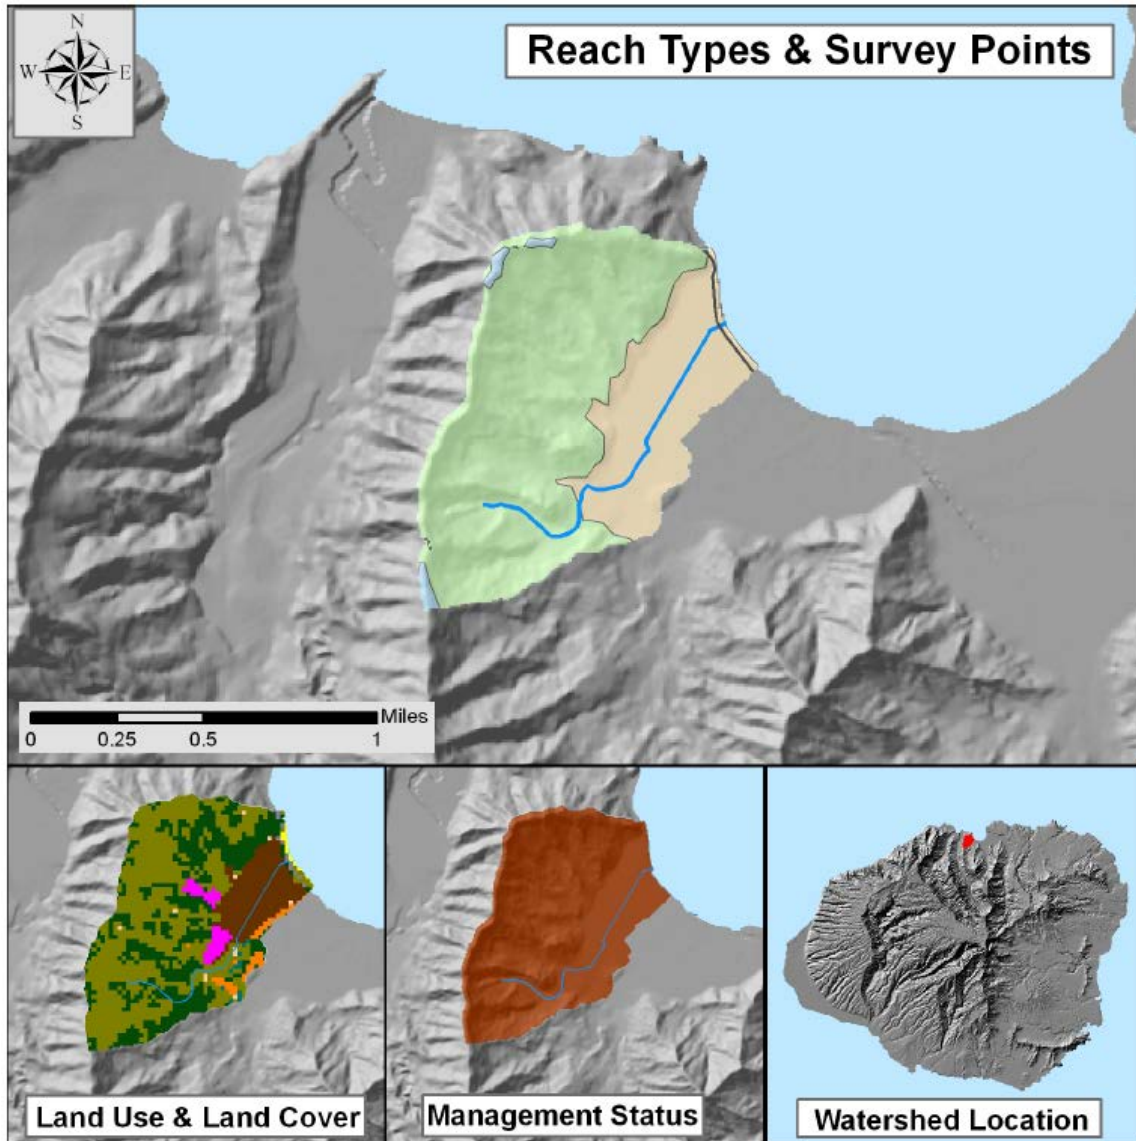 N
Reach Types & Survey Points
W E
S
Miles
0 0.25 0.5 1
Land Use & Land Cover
Management Status
Watershed Location